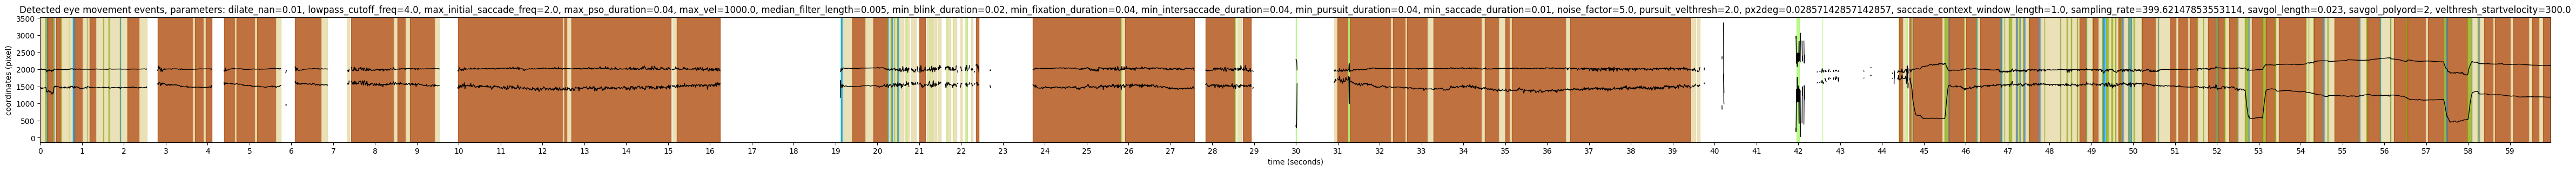 Detected eye movement events, parameters: dilate_nan=0.01, lowpass_cutoff_freq=4.0, max_initial_saccade_freq=2.0, max_pso_duration=0.04, max_vel=1000.0, median_filter_length=0.005, min_blink_duration=0.02, min_fixation_duration=0.04, min_intersaccade_duration=0.04, min_pursuit_duration=0.04, min_saccade_duration=0.01, noise_factor=5.0, pursuit_velthresh=2.0, px2deg=0.02857142857142857, saccade_context_window_length=1.0, sampling_rate=399.62147853553114, savgol_length=0.023, savgol_polyord=2, velthresh_startvelocity=300.0
3500
3000
2500
2000
1500
1000
500
0
coordinates (pixel)
0 1 2 3 4 5 6 7 8 9 10 11 12 13 14 15 16 17 18 19 20 21 22 23 24 25 26 27 28 29 30 31 32 33 34 35 36 37 38 39 40 41 42 43 44 45 46 47 48 49 50 51 52 53 54 55 56 57 58 59
time (seconds)